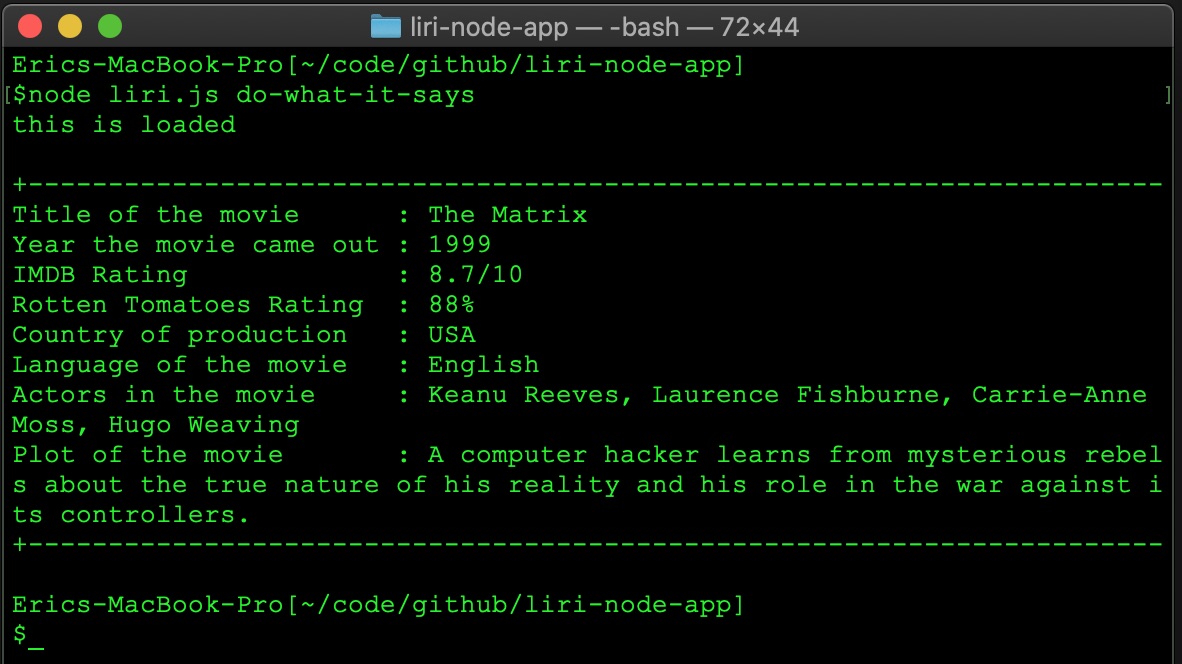 liri-node-app — -bash — 72×44
Erics-MacBook-Pro[~/code/github/liri-node-app]
[$node liri.js do-what-it-says ]
this is loaded
+-----------------------------------------------------------------------
Title of the movie      : The Matrix
Year the movie came out : 1999
IMDB Rating             : 8.7/10
Rotten Tomatoes Rating  : 88%
Country of production   : USA
Language of the movie   : English
Actors in the movie     : Keanu Reeves, Laurence Fishburne, Carrie-Anne
Moss, Hugo Weaving
Plot of the movie       : A computer hacker learns from mysterious rebel
s about the true nature of his reality and his role in the war against i
ts controllers.
+-----------------------------------------------------------------------
Erics-MacBook-Pro[~/code/github/liri-node-app]
$_